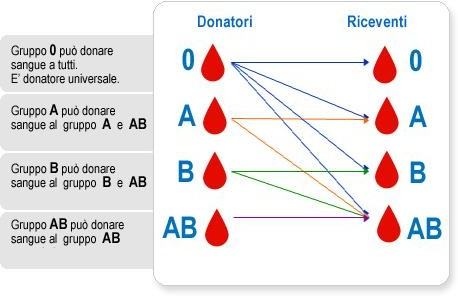 Donatori Riceventi
Gruppo 0 può donare
sangue a tutti.
E' donatore universale.
0 0
Gruppo A può donare
sangue al gruppo A e AB
A A
Gruppo B può donare
sangue al gruppo B e AB
B B
Gruppo AB può donare
sangue al gruppo AB
AB AB